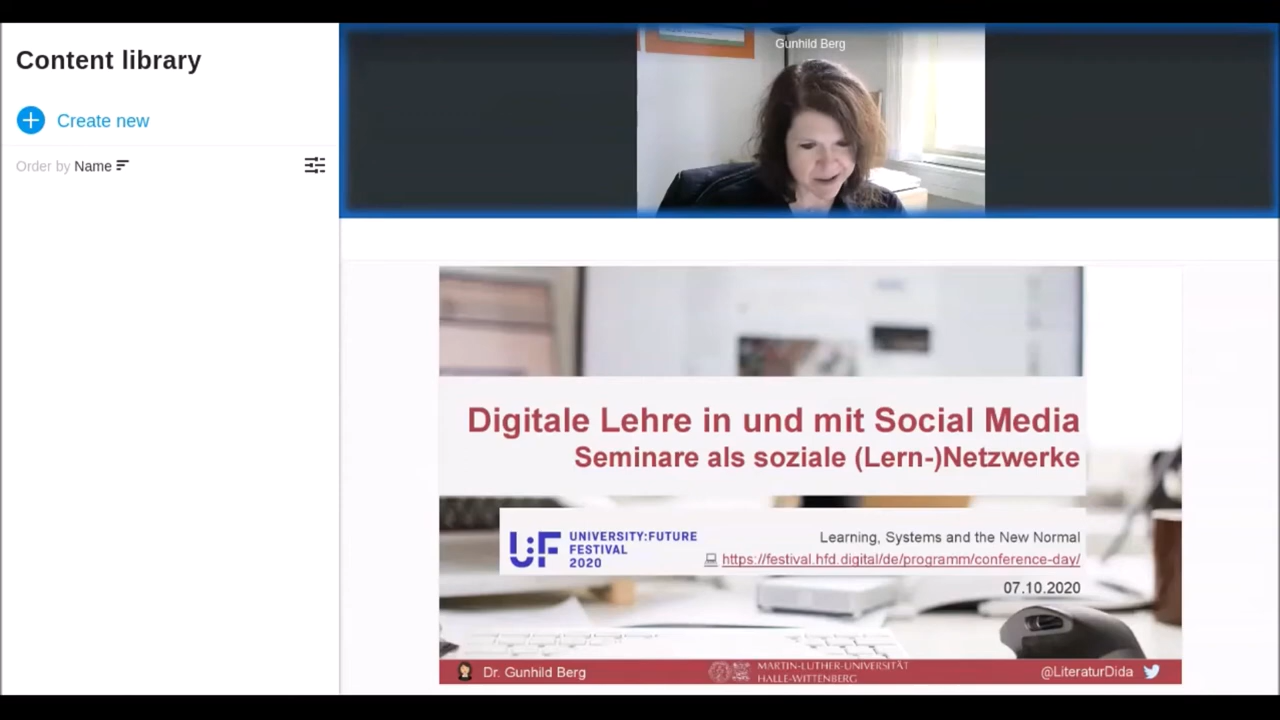 Content library
Create new
Order by Name
Gunhild Berg
Digitale Lehre in und mit Social Media
Seminare als soziale (Lern-)Netzwerke
UNIVERSITY:FUTURE
FESTIVAL
2020
Learning, Systems and the New Normal
https://festival.hfd.digital/de/programm/conference-day/
07.10.2020
Dr. Gunhild Berg
MARTIN-LUTHER-UNIVERSITÄT
HALLE-WITTENBERG
@LiteraturDida